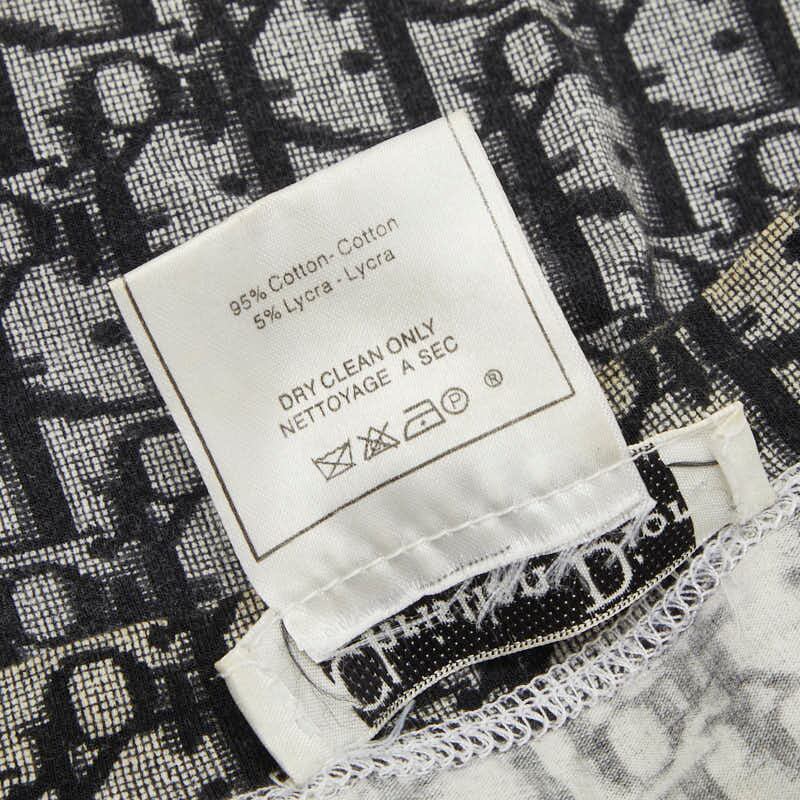 95% Cotton - Cotton
5% Lycra - Lycra
DRY CLEAN ONLY
NETTOYAGE A SEC
P ®